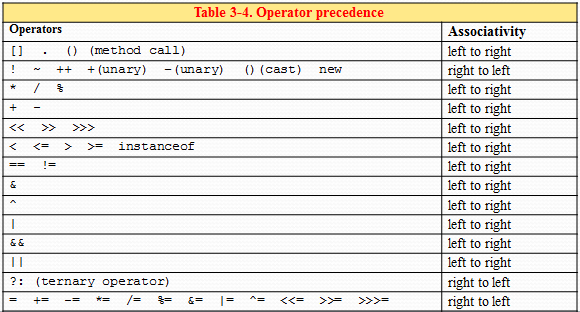 Table 3-4. Operator precedence
Operators Associativity
[] . () (method call) left to right
! ~ ++ +(unary) -(unary) ()(cast) new right to left
* / % left to right
+ - left to right
<< >> >>> left to right
< <= > >= instanceof left to right
== != left to right
& left to right
^ left to right
| left to right
&& left to right
|| left to right
?: (ternary operator) right to left
= += -= *= /= %= &= |= ^= <<= >>= >>>= right to left